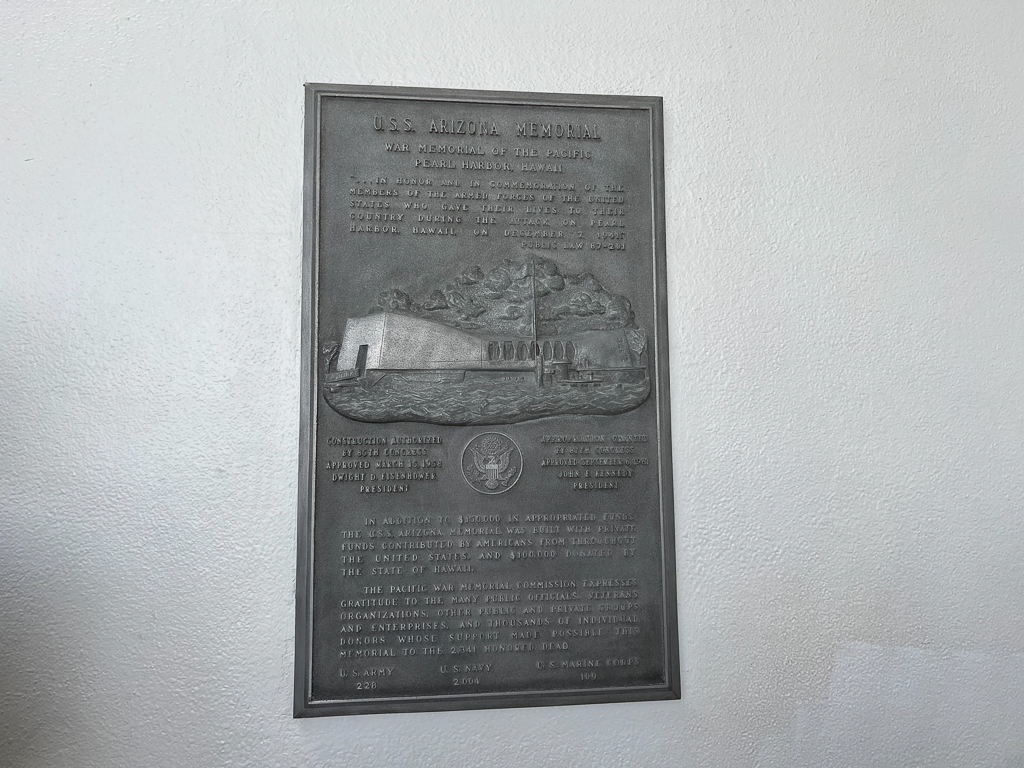 U.S.S. ARIZONA MEMORIAL
WAR MEMORIAL OF THE PACIFIC
PEARL HARBOR, HAWAII
"...IN HONOR AND IN COMMEMORATION OF THE
MEMBERS OF THE ARMED FORCES OF THE UNITED
STATES WHO GAVE THEIR LIVES TO THEIR
COUNTRY DURING THE ATTACK ON PEARL
HARBOR, HAWAII, ON DECEMBER 7, 1941."
PUBLIC LAW 87-201
CONSTRUCTION AUTHORIZED
BY 85TH CONGRESS
APPROVED MARCH 15, 1958
DWIGHT D. EISENHOWER
PRESIDENT
APPROPRIATION GRANTED
BY 87TH CONGRESS
APPROVED SEPTEMBER 6, 1961
JOHN F. KENNEDY
PRESIDENT
IN ADDITION TO $150,000 IN APPROPRIATED FUNDS,
THE U.S.S. ARIZONA MEMORIAL WAS BUILT WITH PRIVATE
FUNDS CONTRIBUTED BY AMERICANS FROM THROUGHOUT
THE UNITED STATES, AND $100,000 DONATED BY
THE STATE OF HAWAII.
THE PACIFIC WAR MEMORIAL COMMISSION EXPRESSES
GRATITUDE TO THE MANY PUBLIC OFFICIALS, VETERANS
ORGANIZATIONS, OTHER PUBLIC AND PRIVATE GROUPS
AND ENTERPRISES, AND THOUSANDS OF INDIVIDUAL
DONORS WHOSE SUPPORT MADE POSSIBLE THIS
MEMORIAL TO THE 2,341 HONORED DEAD.
U.S. ARMY U.S. NAVY U.S. MARINE CORPS
228 2004 109